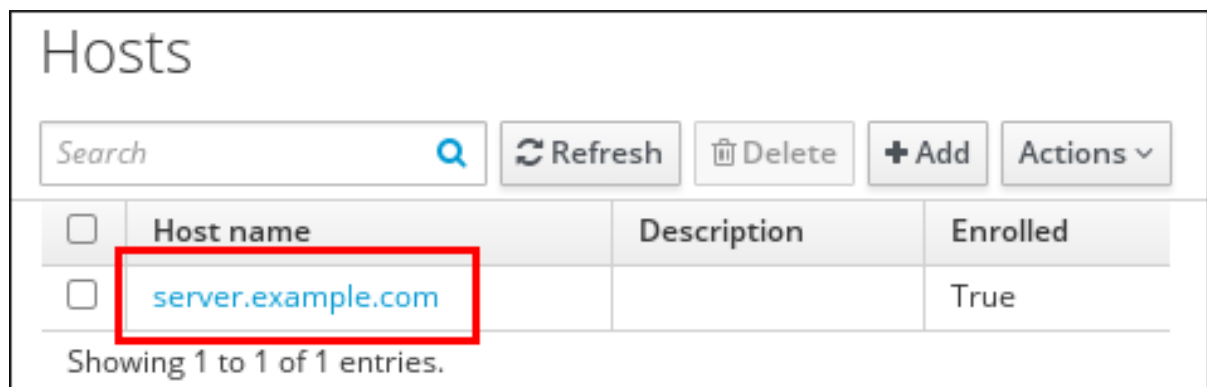 Hosts
Search Refresh Delete Add Actions
Host name Description Enrolled
server.example.com True
Showing 1 to 1 of 1 entries.